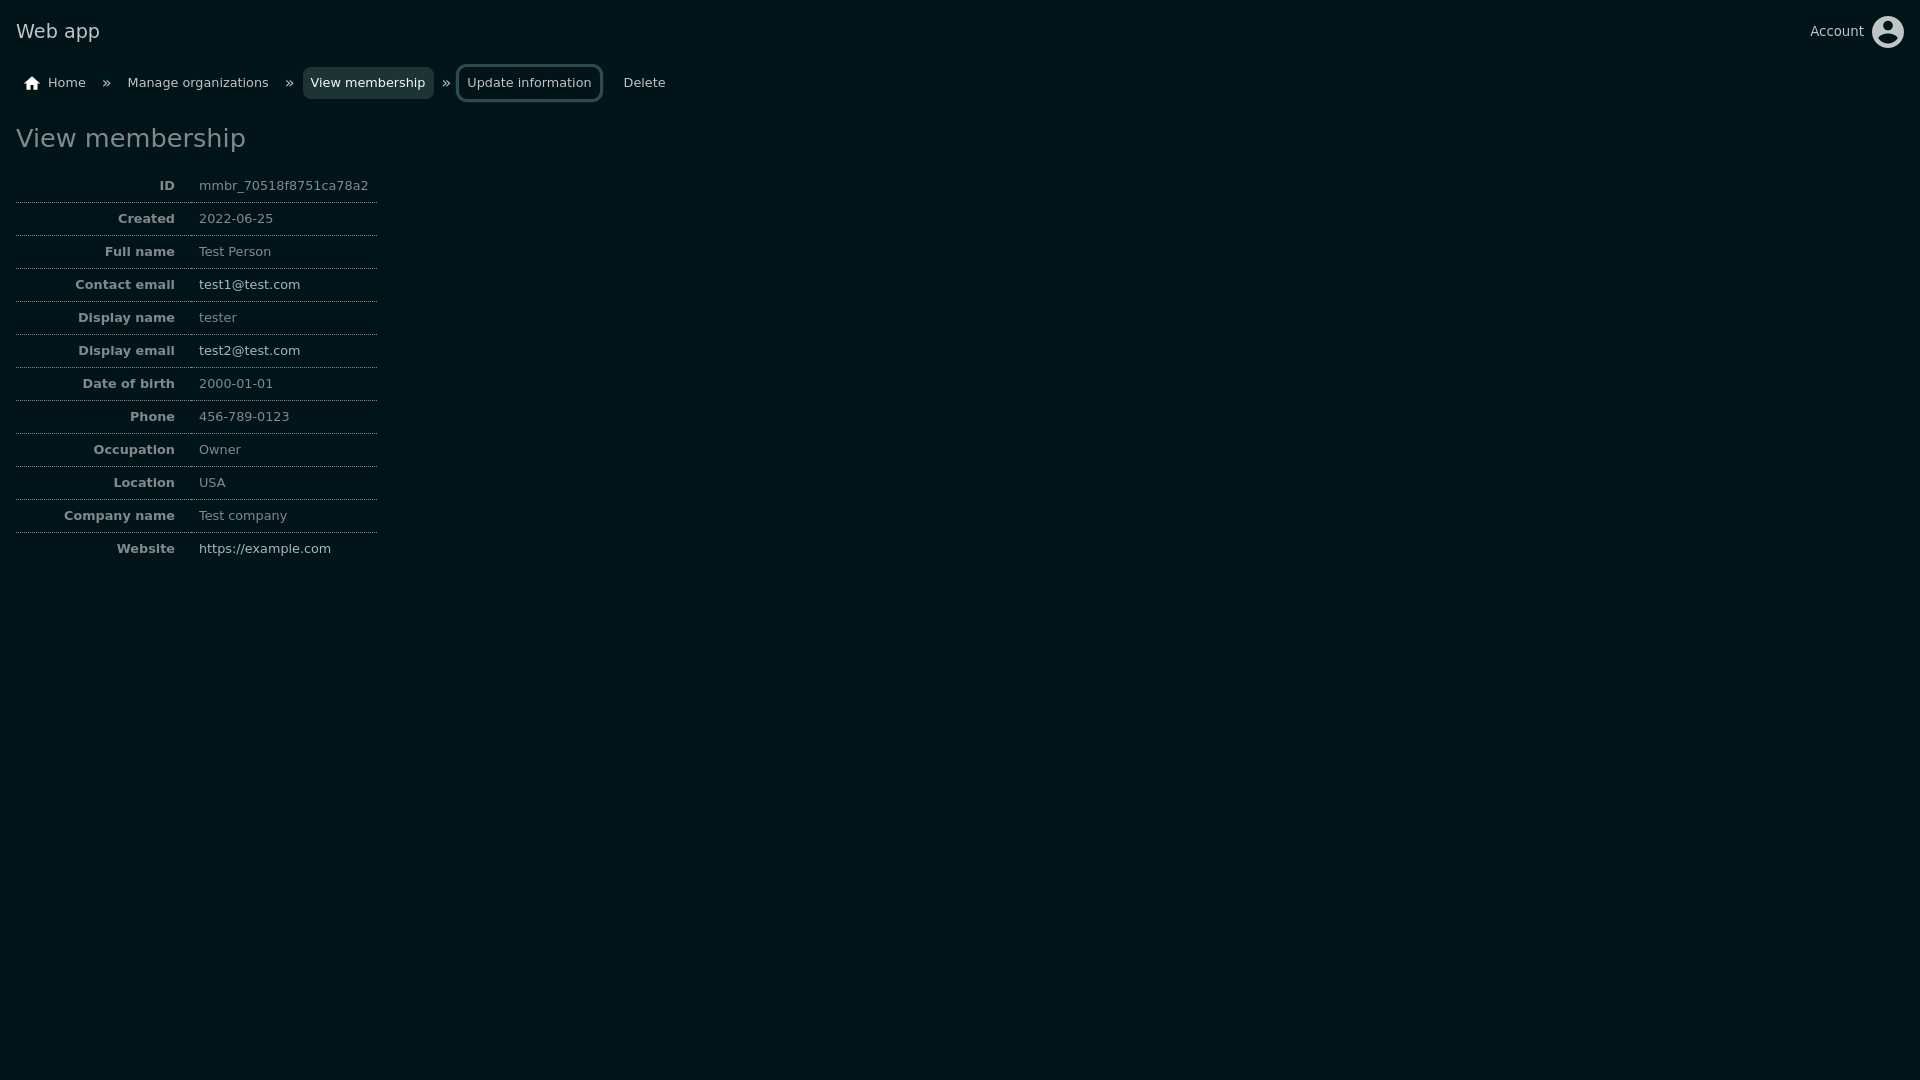 Web app
Account
Home » Manage organizations » View membership » Update information Delete
View membership
ID mmbr_70518f8751ca78a2
Created 2022-06-25
Full name Test Person
Contact email test1@test.com
Display name tester
Display email test2@test.com
Date of birth 2000-01-01
Phone 456-789-0123
Occupation Owner
Location USA
Company name Test company
Website https://example.com